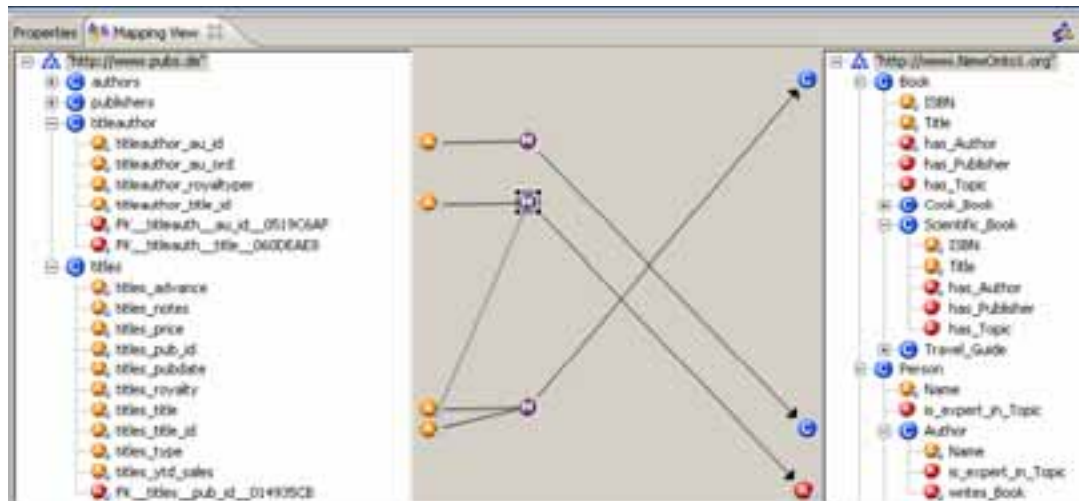 Properties Mapping View
"http://www.pubs.de"
authors
publishers
titleauthor
titleauthor_au_id
titleauthor_au_ord
titleauthor_royaltyper
titleauthor_title_id
titles
titles_advance
titles_notes
titles_price
titles_pub_id
titles_pubdate
titles_royalty
titles_title
titles_title_id
titles_type
titles_ytd_sales
FK__titles__pub_id__014935CB
A M C
A M
A M
A C
R
"http://www.NewOnto1.org"
Book
ISBN
Title
has_Author
has_Publisher
has_Topic
Cook_Book
Scientific_Book
ISBN
Title
has_Author
has_Publisher
has_Topic
Travel_Guide
Person
Name
is_expert_in_Topic
Author
Name
is_expert_in_Topic
writes_Book